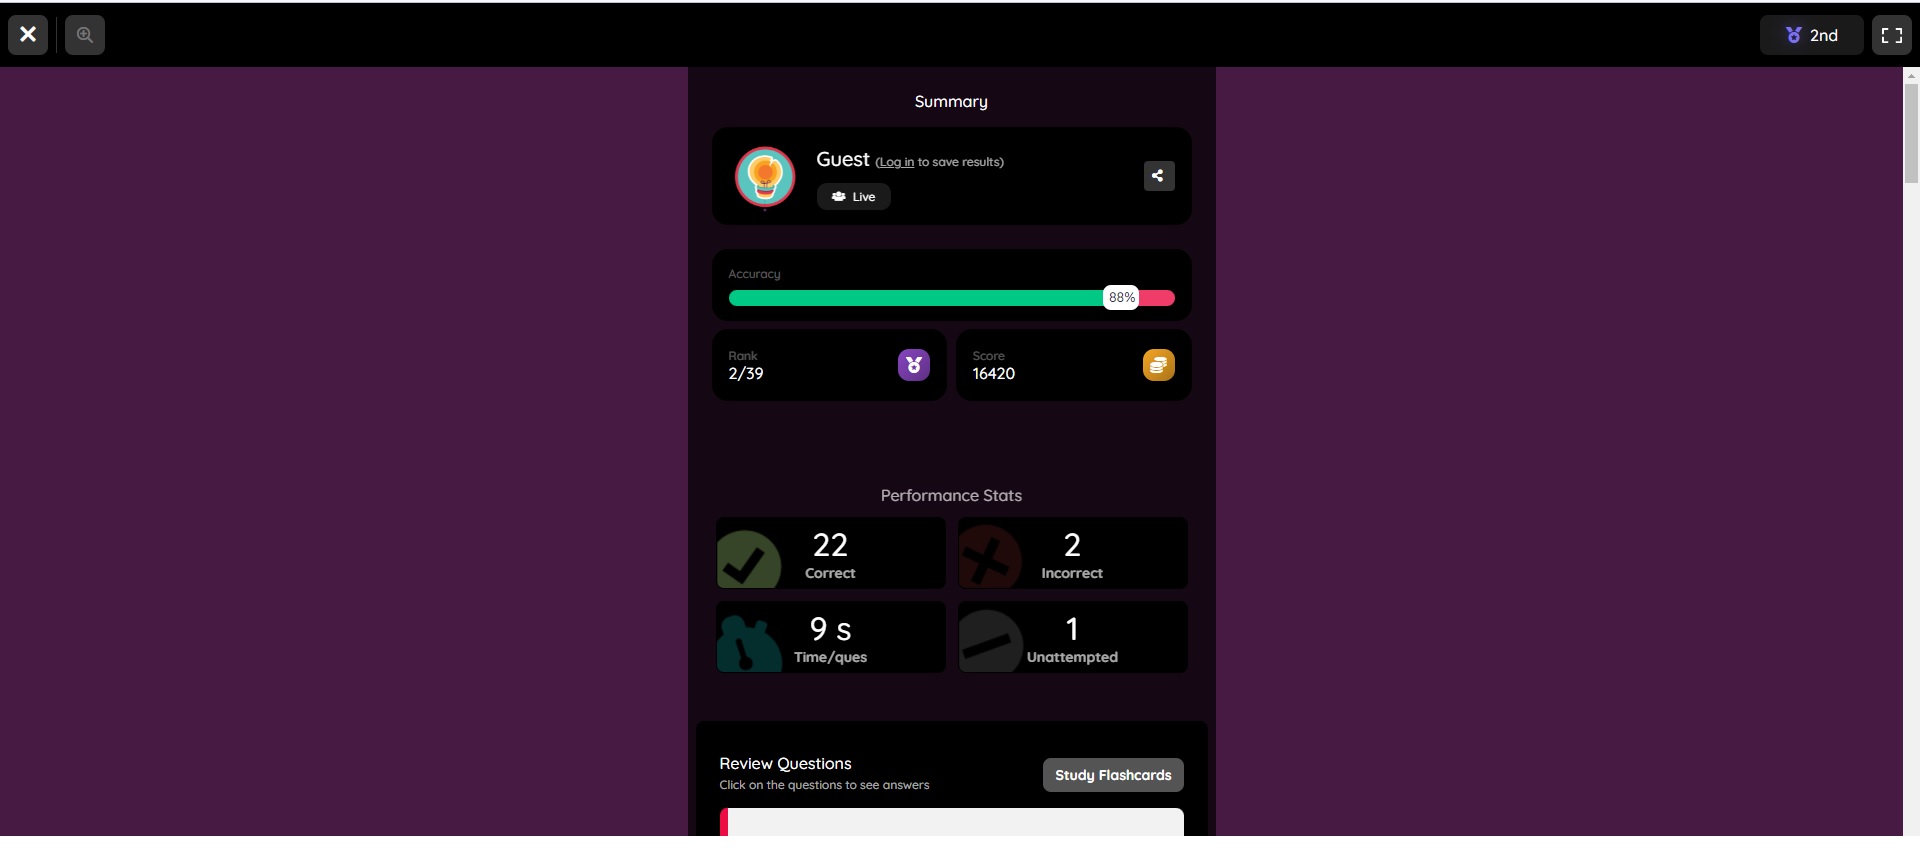 2nd
Summary
Guest (Log in to save results)
Live
Accuracy
88%
Rank
2/39
Score
16420
Performance Stats
22
Correct
2
Incorrect
9 s
Time/ques
1
Unattempted
Review Questions
Click on the questions to see answers
Study Flashcards